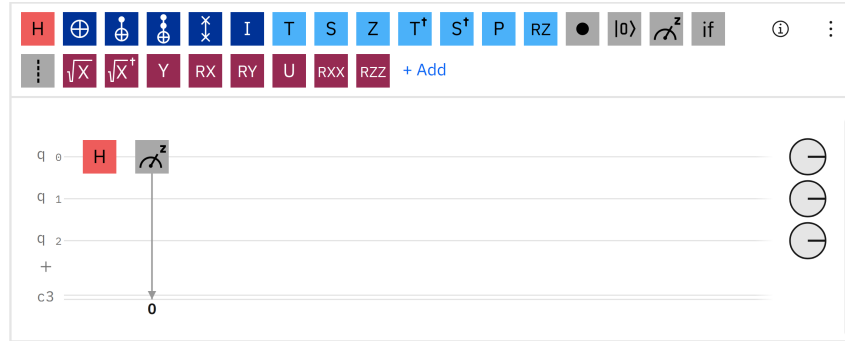 H I T S Z T† S† P RZ |0⟩ z if
√X √X† Y RX RY U RXX RZZ + Add
q 0 H z
q 1
q 2
+
c3
0